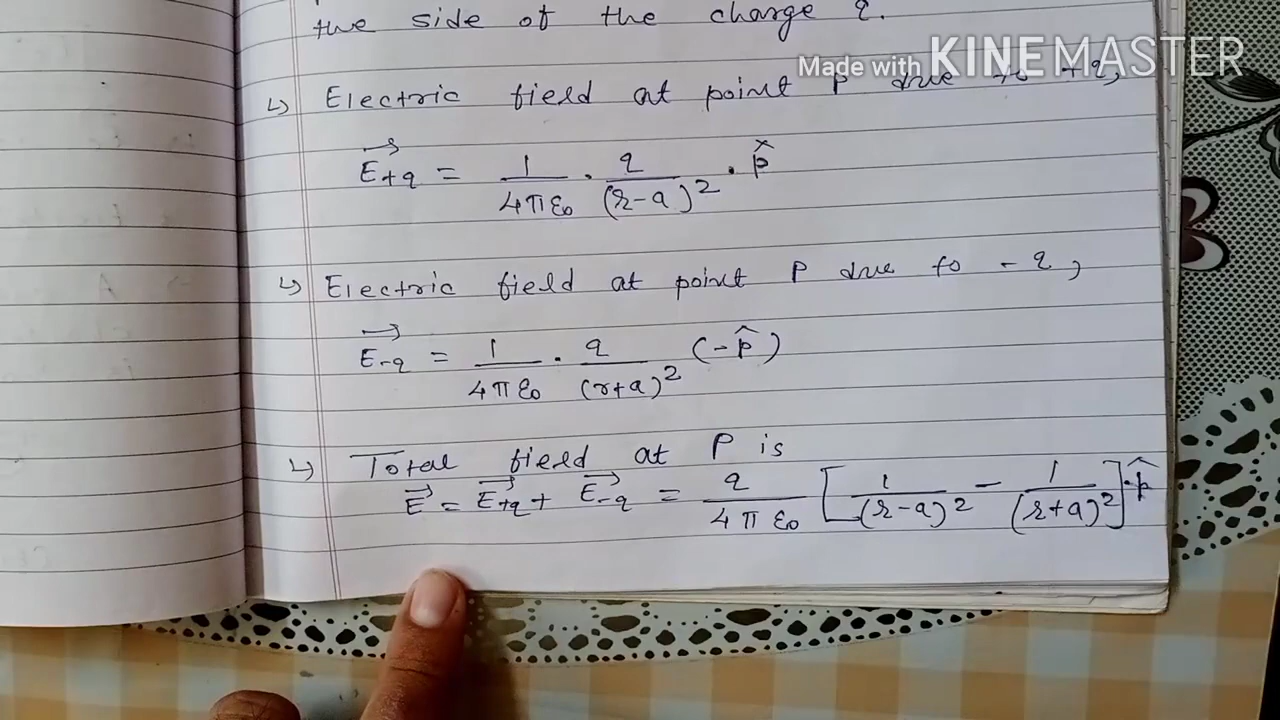 the side of the charge q.
Made with KINEMASTER
↳ Electric field at point P due to +q,
E⃗+q = 1/4πε₀ · q/(r-a)² · p̂
↳ Electric field at point P due to -q,
E⃗-q = 1/4πε₀ · q/(r+a)² (-p̂)
↳ Total field at P is
E⃗ = E⃗+q + E⃗-q = q/4πε₀ [1/(r-a)² - 1/(r+a)²] · p̂